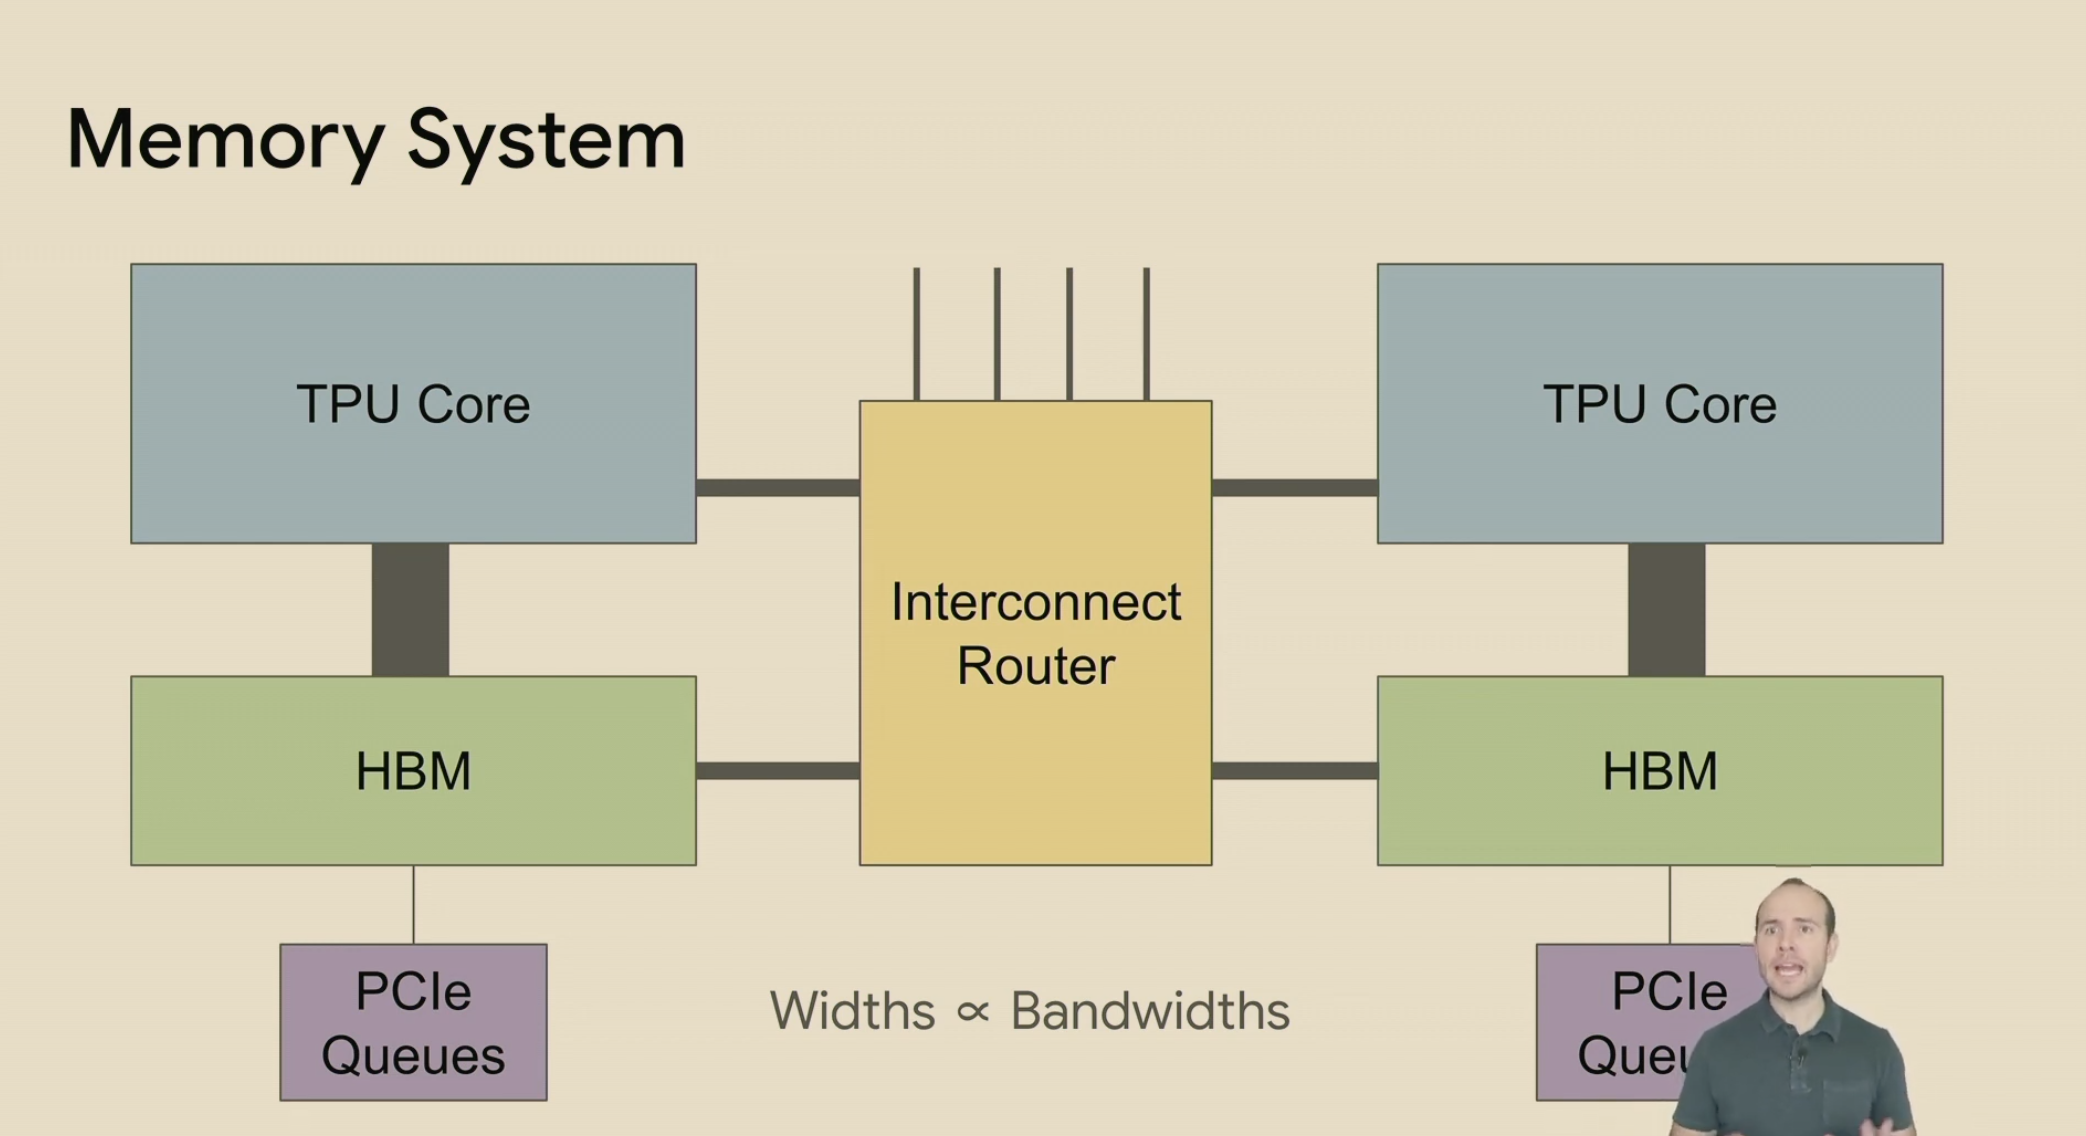 Memory System
TPU Core
TPU Core
Interconnect
Router
HBM
HBM
PCIe
Queues
Widths ∝ Bandwidths
PCIe